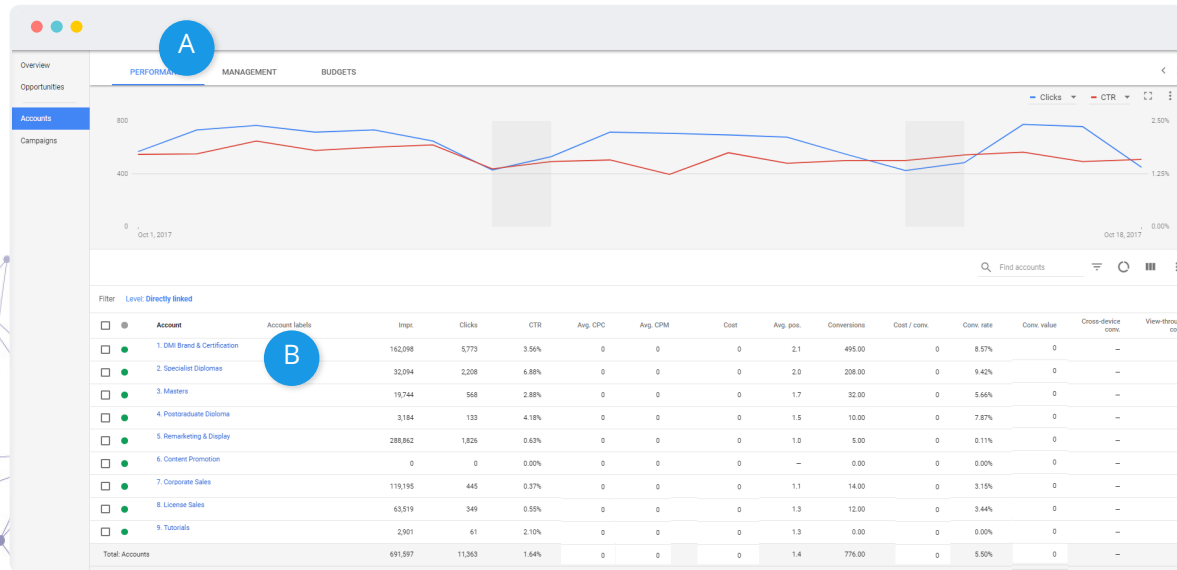 A
Overview
Opportunities
Accounts
Campaigns
MANAGEMENT BUDGETS
Clicks CTR
800 2.50%
400 1.25%
0 0.00%
Oct 1, 2017 Oct 18, 2017
Find accounts
Filter Level: Directly linked
Account Account labels Impr. Clicks CTR Avg. CPC Avg. CPM Cost Avg. pos. Conversions Cost / conv. Conv. rate Conv. value Cross-device conv.
B
1. DMI Brand & Certification 162,098 5,773 3.56% 0 0 0 2.1 495.00 0 8.57% 0 –
2. Specialist Diplomas 32,094 2,208 6.88% 0 0 0 2.0 208.00 0 9.42% 0 –
3. Masters 19,744 568 2.88% 0 0 0 1.7 32.00 0 5.66% 0 –
4. Postgraduate Diploma 3,184 133 4.18% 0 0 0 1.5 10.00 0 7.87% 0 –
5. Remarketing & Display 288,862 1,826 0.63% 0 0 0 1.0 5.00 0 0.11% 0 –
6. Content Promotion 0 0 0.00% 0 0 0 – 0.00 0 0.00% 0 –
7. Corporate Sales 119,195 445 0.37% 0 0 0 1.1 14.00 0 3.15% 0 –
8. License Sales 63,519 349 0.55% 0 0 0 1.3 12.00 0 3.44% 0 –
9. Tutorials 2,901 61 2.10% 0 0 0 1.3 0.00 0 0.00% 0 –
Total: Accounts 691,597 11,363 1.64% 0 0 0 1.4 776.00 0 5.50% 0 –